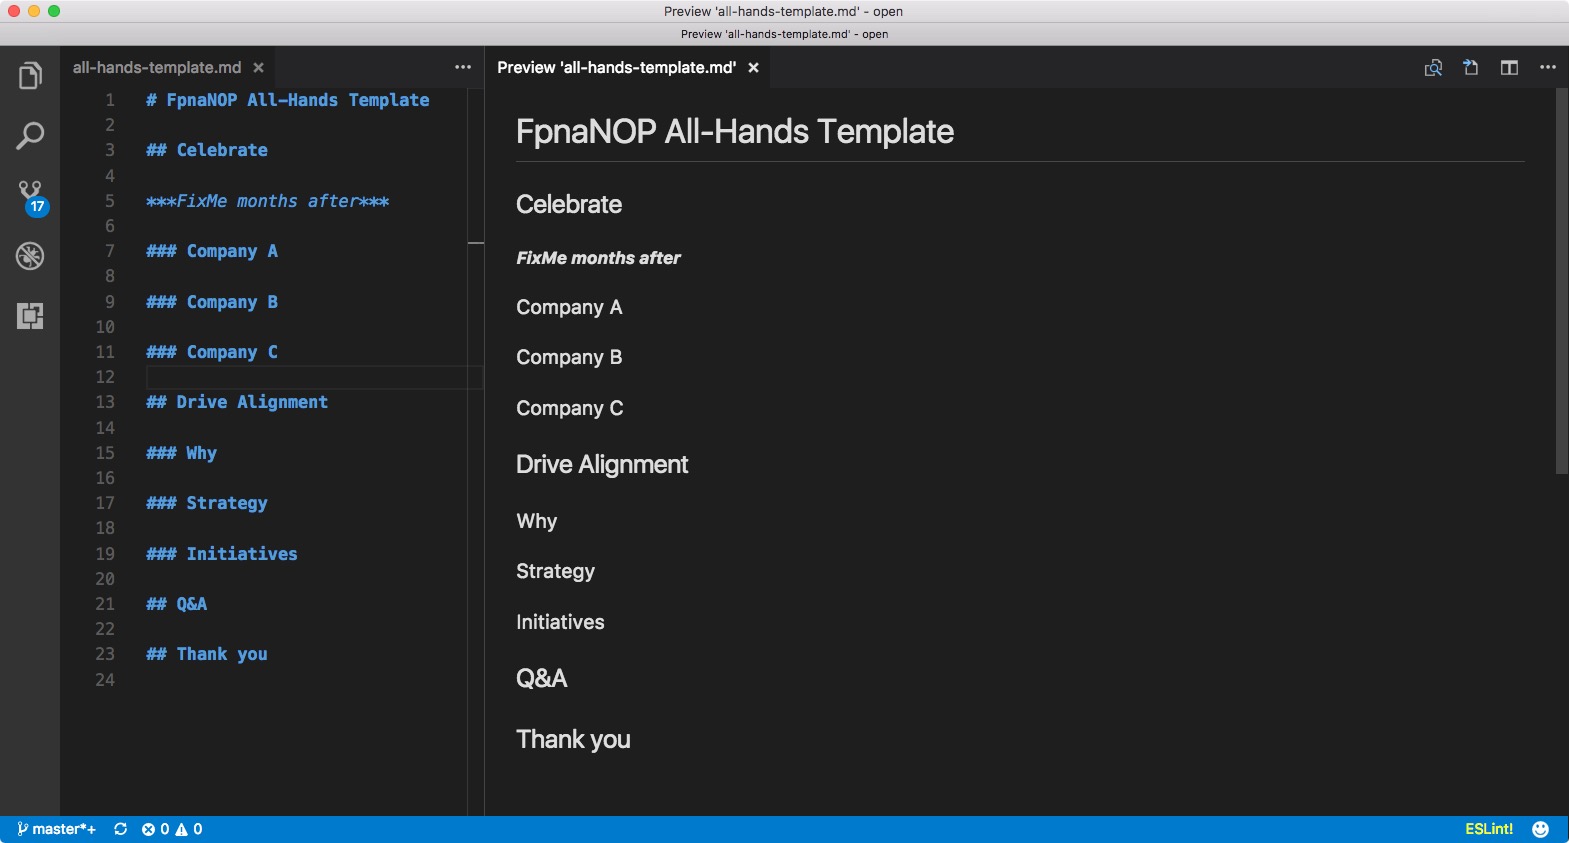 Preview 'all-hands-template.md' - open
Preview 'all-hands-template.md' - open
all-hands-template.md
Preview 'all-hands-template.md'
17
1 # FpnaNOP All-Hands Template
2
3 ## Celebrate
4
5 ***FixMe months after***
6
7 ### Company A
8
9 ### Company B
10
11 ### Company C
12
13 ## Drive Alignment
14
15 ### Why
16
17 ### Strategy
18
19 ### Initiatives
20
21 ## Q&A
22
23 ## Thank you
24
FpnaNOP All-Hands Template
Celebrate
FixMe months after
Company A
Company B
Company C
Drive Alignment
Why
Strategy
Initiatives
Q&A
Thank you
master*+ 0 0 ESLint!